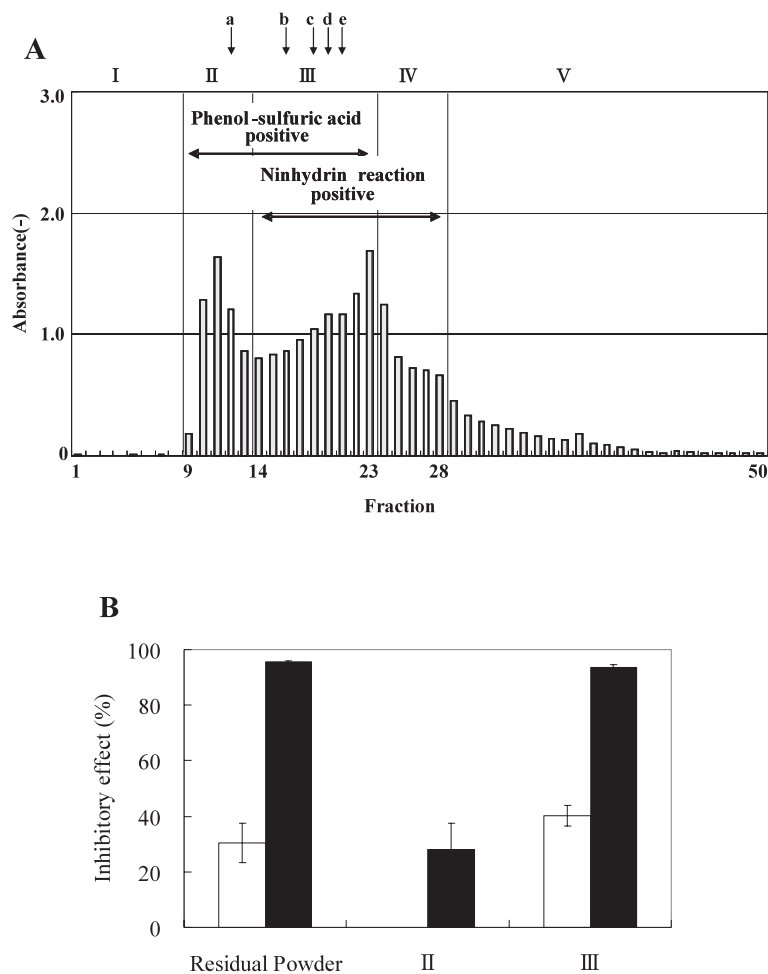 a b c d e
A
I II III IV V
3.0
Phenol-sulfuric acid
positive
Ninhydrin reaction
positive
2.0
1.0
0
Absorbance(-)
1 9 14 23 28 50
Fraction
B
100
80
60
40
20
0
Inhibitory effect (%)
Residual Powder II III